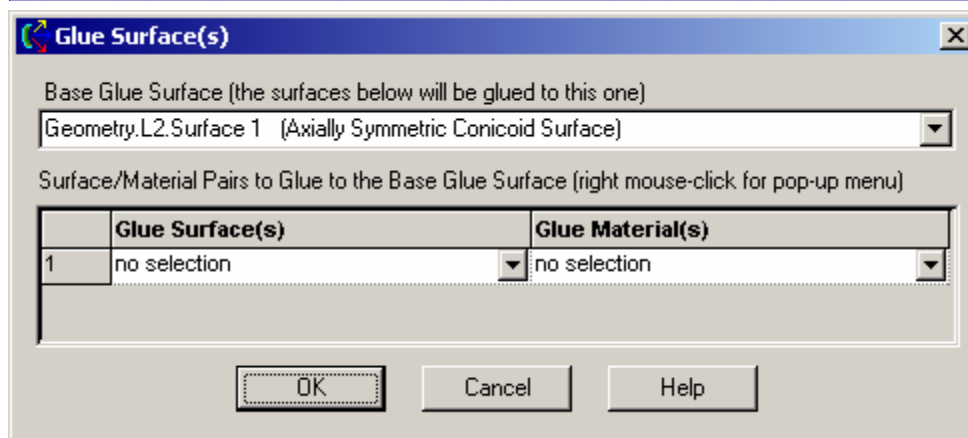 Glue Surface(s)
Base Glue Surface (the surfaces below will be glued to this one)
Geometry.L2.Surface 1   (Axially Symmetric Conicoid Surface)
Surface/Material Pairs to Glue to the Base Glue Surface (right mouse-click for pop-up menu)
Glue Surface(s) Glue Material(s)
1 no selection no selection
OK Cancel Help